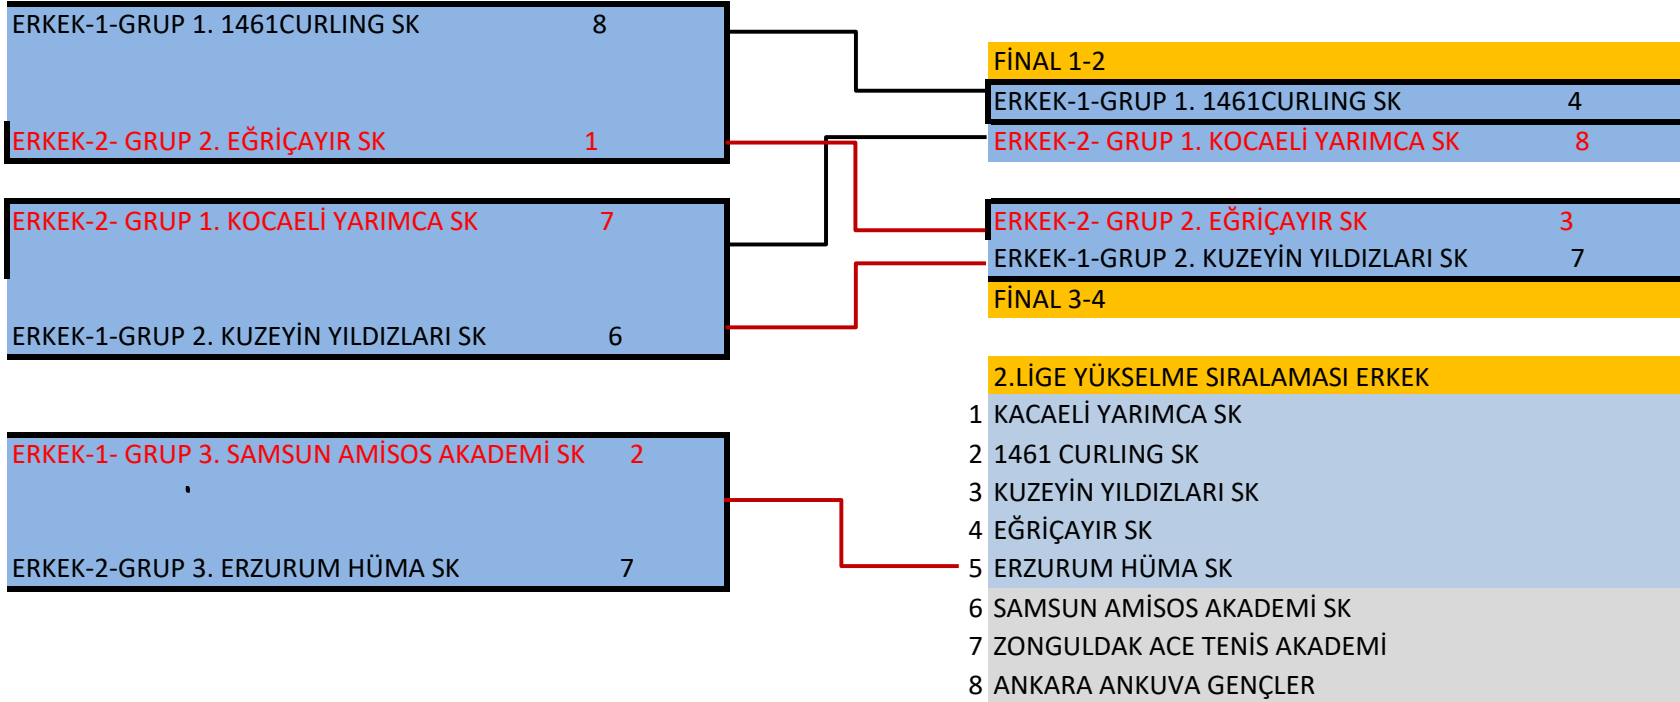 ERKEK-1-GRUP 1. 1461CURLING SK 8
ERKEK-2- GRUP 2. EĞRİÇAYIR SK 1
ERKEK-2- GRUP 1. KOCAELİ YARIMCA SK 7
ERKEK-1-GRUP 2. KUZEYİN YILDIZLARI SK 6
ERKEK-1- GRUP 3. SAMSUN AMİSOS AKADEMİ SK 2
ERKEK-2-GRUP 3. ERZURUM HÜMA SK 7
FİNAL 1-2
ERKEK-1-GRUP 1. 1461CURLING SK 4
ERKEK-2- GRUP 1. KOCAELİ YARIMCA SK 8
ERKEK-2- GRUP 2. EĞRİÇAYIR SK 3
ERKEK-1-GRUP 2. KUZEYİN YILDIZLARI SK 7
FİNAL 3-4
2.LİGE YÜKSELME SIRALAMASI ERKEK
1 KACAELİ YARIMCA SK
2 1461 CURLING SK
3 KUZEYİN YILDIZLARI SK
4 EĞRİÇAYIR SK
5 ERZURUM HÜMA SK
6 SAMSUN AMİSOS AKADEMİ SK
7 ZONGULDAK ACE TENİS AKADEMİ
8 ANKARA ANKUVA GENÇLER